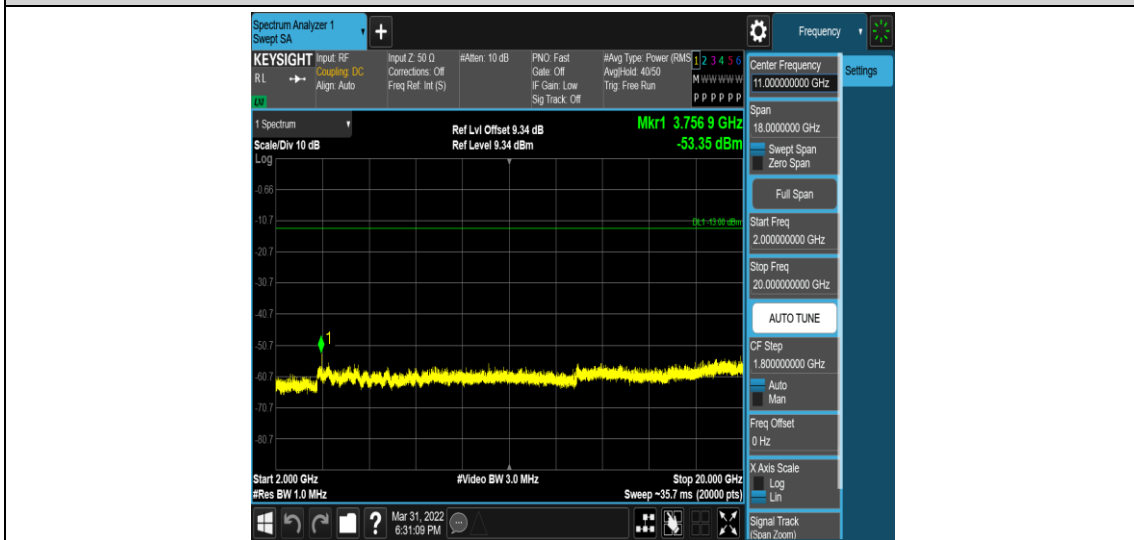 Spectrum Analyzer 1
Swept SA
+
Frequency
KEYSIGHT
RL
LXI
Input: RF
Coupling: DC
Align: Auto
Input Z: 50 Ω
Corrections: Off
Freq Ref: Int (S)
#Atten: 10 dB
PNO: Fast
Gate: Off
IF Gain: Low
Sig Track: Off
#Avg Type: Power (RMS
Avg|Hold: 40/50
Trig: Free Run
1 2 3 4 5 6
M W W W W W
P P P P P P
Center Frequency
11.000000000 GHz
Settings
Span
18.0000000 GHz
Swept Span
Zero Span
Full Span
Start Freq
2.000000000 GHz
Stop Freq
20.000000000 GHz
AUTO TUNE
CF Step
1.800000000 GHz
Auto
Man
Freq Offset
0 Hz
X Axis Scale
Log
Lin
Signal Track
(Span Zoom)
1 Spectrum
Scale/Div 10 dB
Log
Ref Lvl Offset 9.34 dB
Ref Level 9.34 dBm
Mkr1 3.756 9 GHz
-53.35 dBm
-0.66
-10.7
DL1 -13.00 dBm
-20.7
-30.7
-40.7
-50.7
1
-60.7
-70.7
-80.7
Start 2.000 GHz
#Res BW 1.0 MHz
#Video BW 3.0 MHz
Stop 20.000 GHz
Sweep ~35.7 ms (20000 pts)
?
Mar 31, 2022
6:31:09 PM